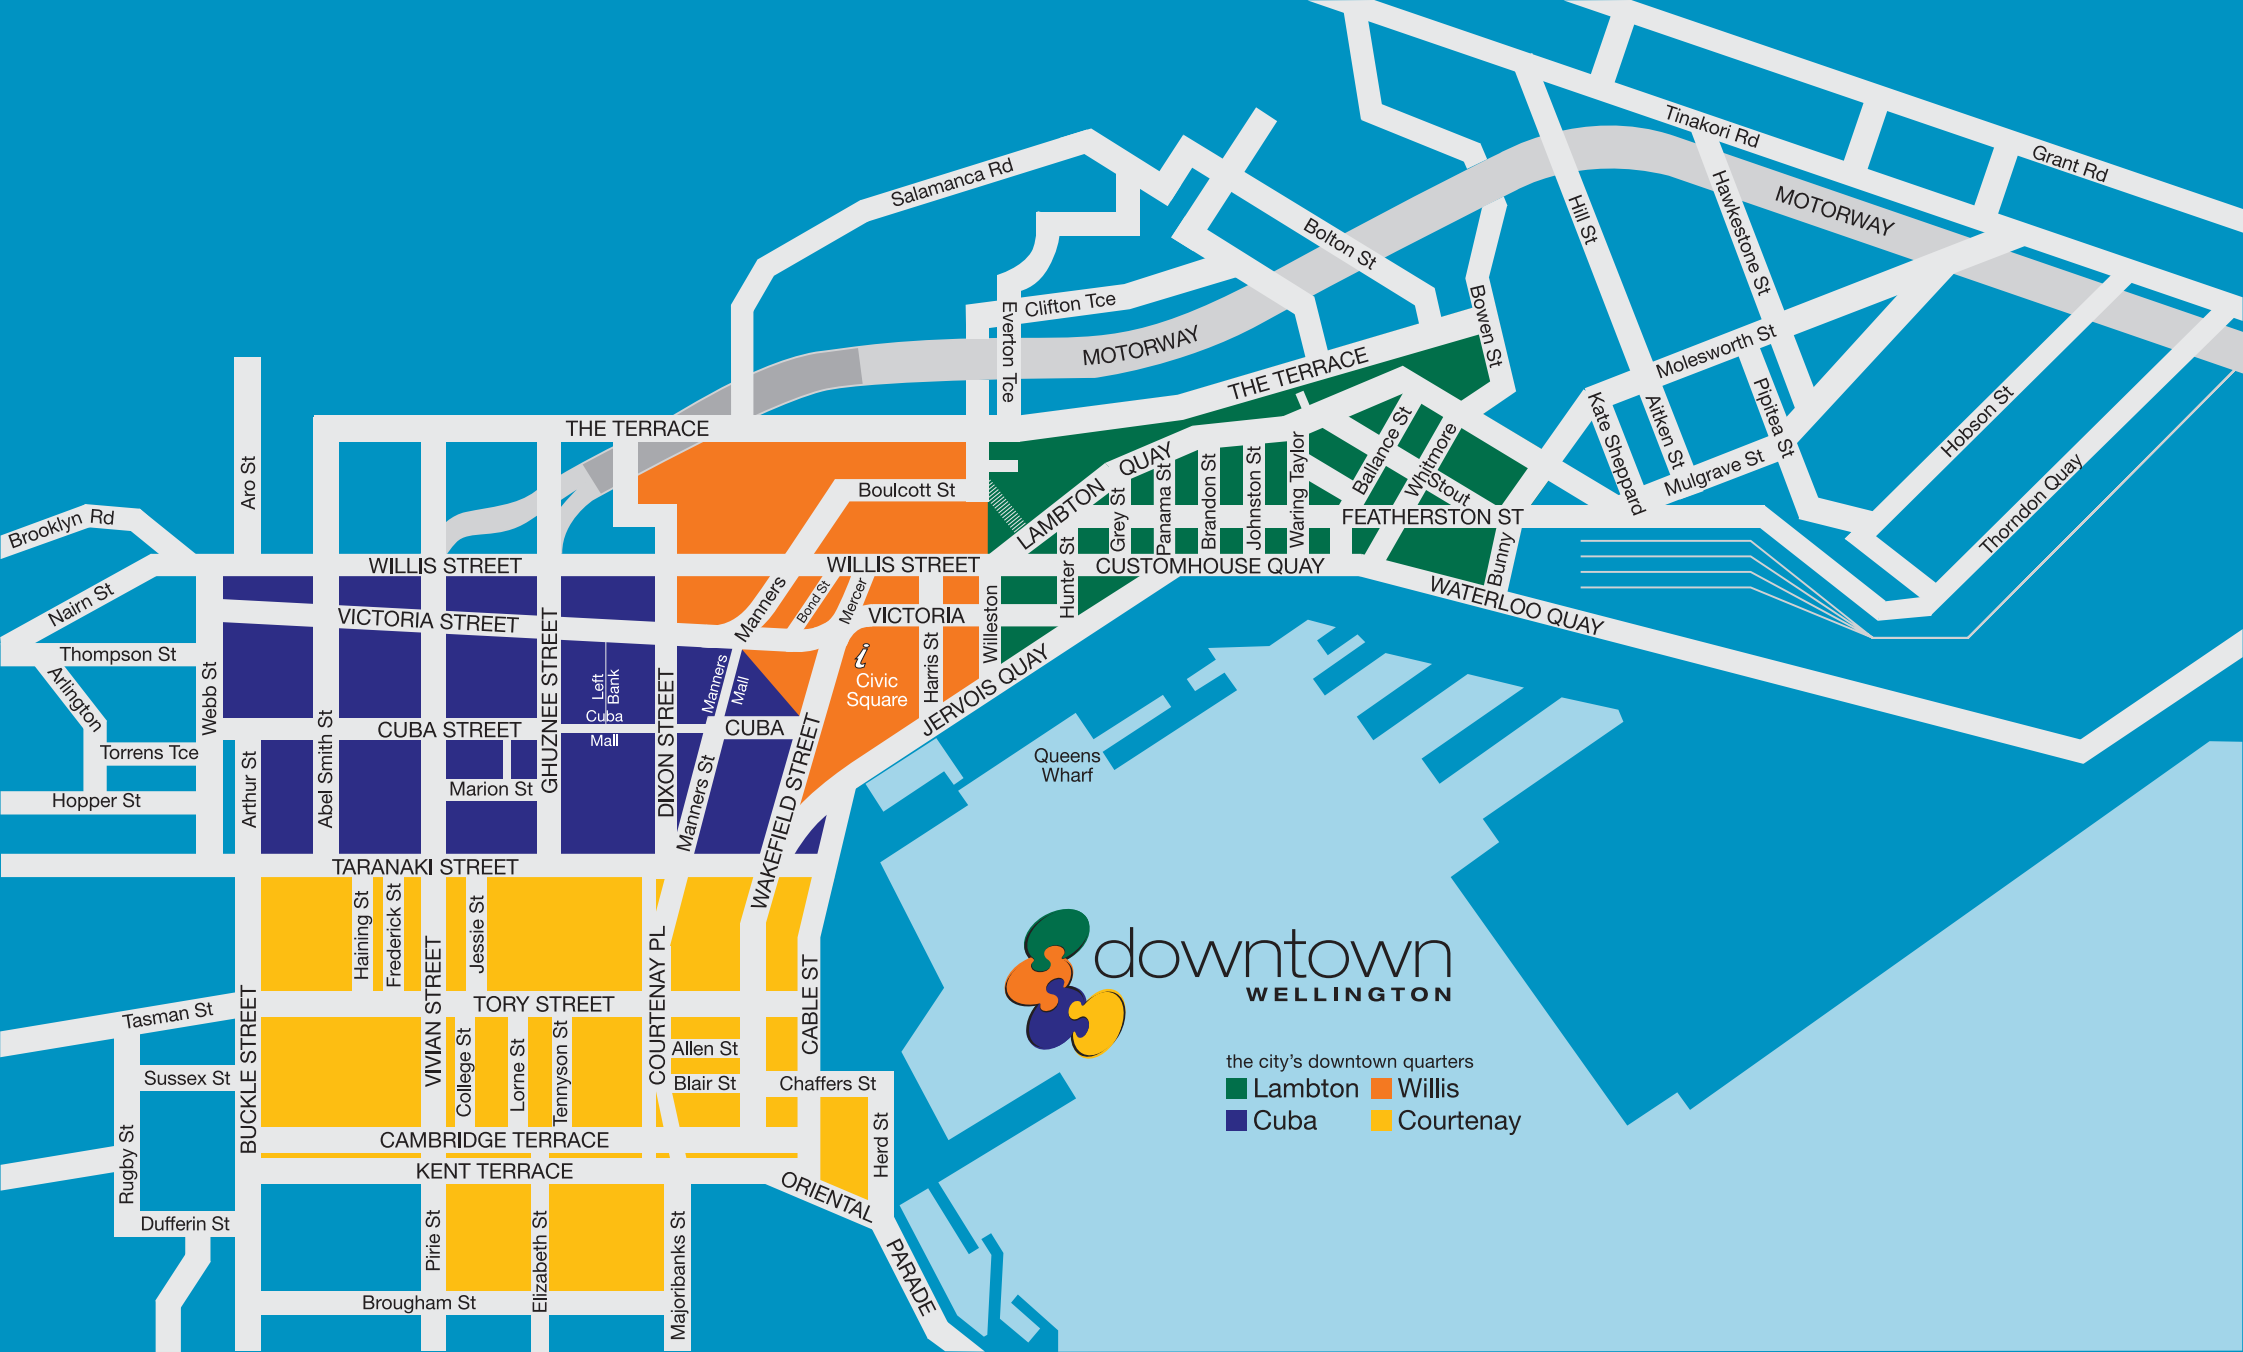 Tinakori Rd
Grant Rd
MOTORWAY
Hawkestone St
Hill St
Salamanca Rd
Bolton St
Clifton Tce
Everton Tce
MOTORWAY
Bowen St
THE TERRACE
Molesworth St
Pipitea St
Aitken St
Kate Sheppard
Mulgrave St
Hobson St
Thorndon Quay
THE TERRACE
Aro St
Boulcott St
LAMBTON QUAY
Grey St
Panama St
Brandon St
Johnston St
Waring Taylor
Ballance St
Whitmore
Stout
FEATHERSTON ST
Bunny
Brooklyn Rd
Nairn St
WILLIS STREET
WILLIS STREET
CUSTOMHOUSE QUAY
Hunter St
WATERLOO QUAY
VICTORIA STREET
Manners
Bond St
Mercer
VICTORIA
Willeston
Harris St
JERVOIS QUAY
i
Civic
Square
Thompson St
Arlington
Webb St
Torrens Tce
Hopper St
Arthur St
Abel Smith St
CUBA STREET
Marion St
GHUZNEE STREET
Left
Bank
Cuba
Mall
DIXON STREET
Manners
Mall
CUBA
Manners St
WAKEFIELD STREET
Queens
Wharf
TARANAKI STREET
Haining St
Frederick St
VIVIAN STREET
Jessie St
COURTENAY PL
CABLE ST
TORY STREET
Tasman St
BUCKLE STREET
Sussex St
Rugby St
Dufferin St
College St
Lorne St
Tennyson St
Allen St
Blair St
Chaffers St
Herd St
CAMBRIDGE TERRACE
KENT TERRACE
ORIENTAL
PARADE
Pirie St
Elizabeth St
Majoribanks St
Brougham St
downtown
WELLINGTON
the city's downtown quarters
Lambton Willis
Cuba Courtenay